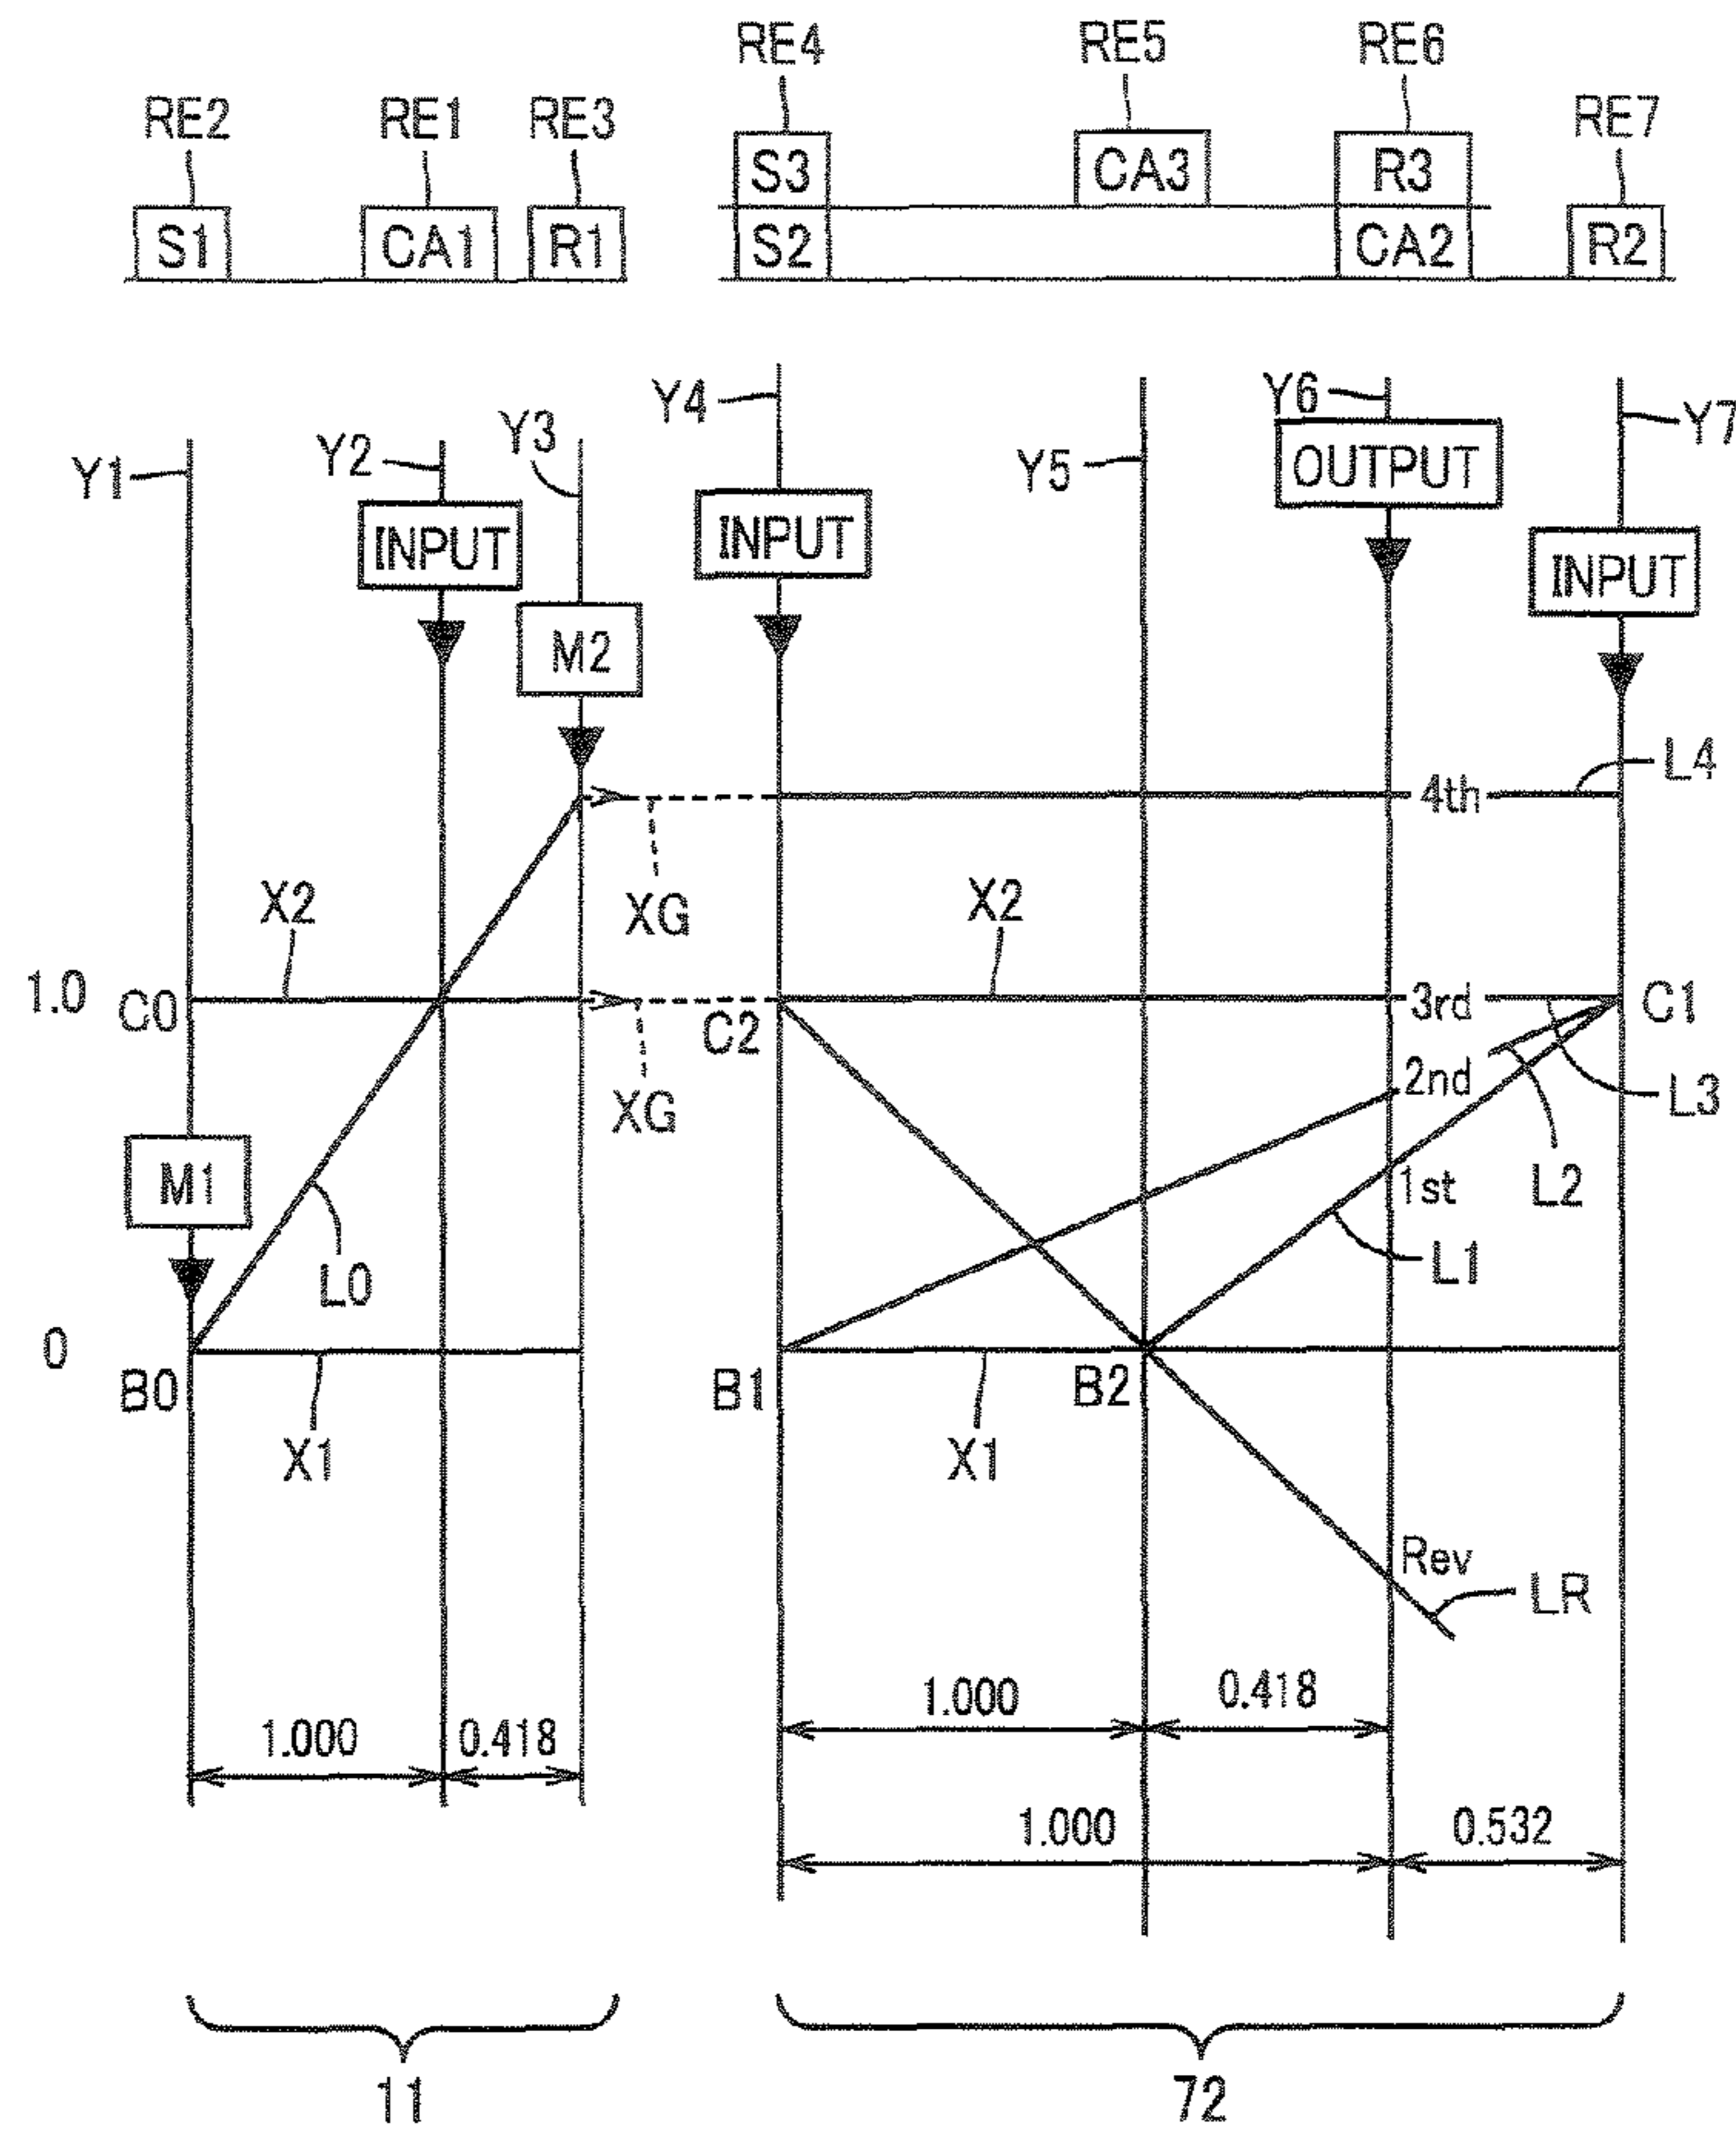 RE4 RE5 RE6
RE2 RE1 RE3 RE7
S3 CA3 R3
S1 CA1 R1 S2 CA2 R2
Y4 Y6
Y1 Y2 Y3 Y5 Y7
OUTPUT
INPUT INPUT INPUT
M2
L4
4th
X2 XG X2
1.0 C0 C2 3rd C1
XG 2nd L3
M1 1st L2
L0 L1
0
B0 B1 B2
X1 X1
Rev LR
1.000 0.418
1.000 0.418
1.000 0.532
11 72